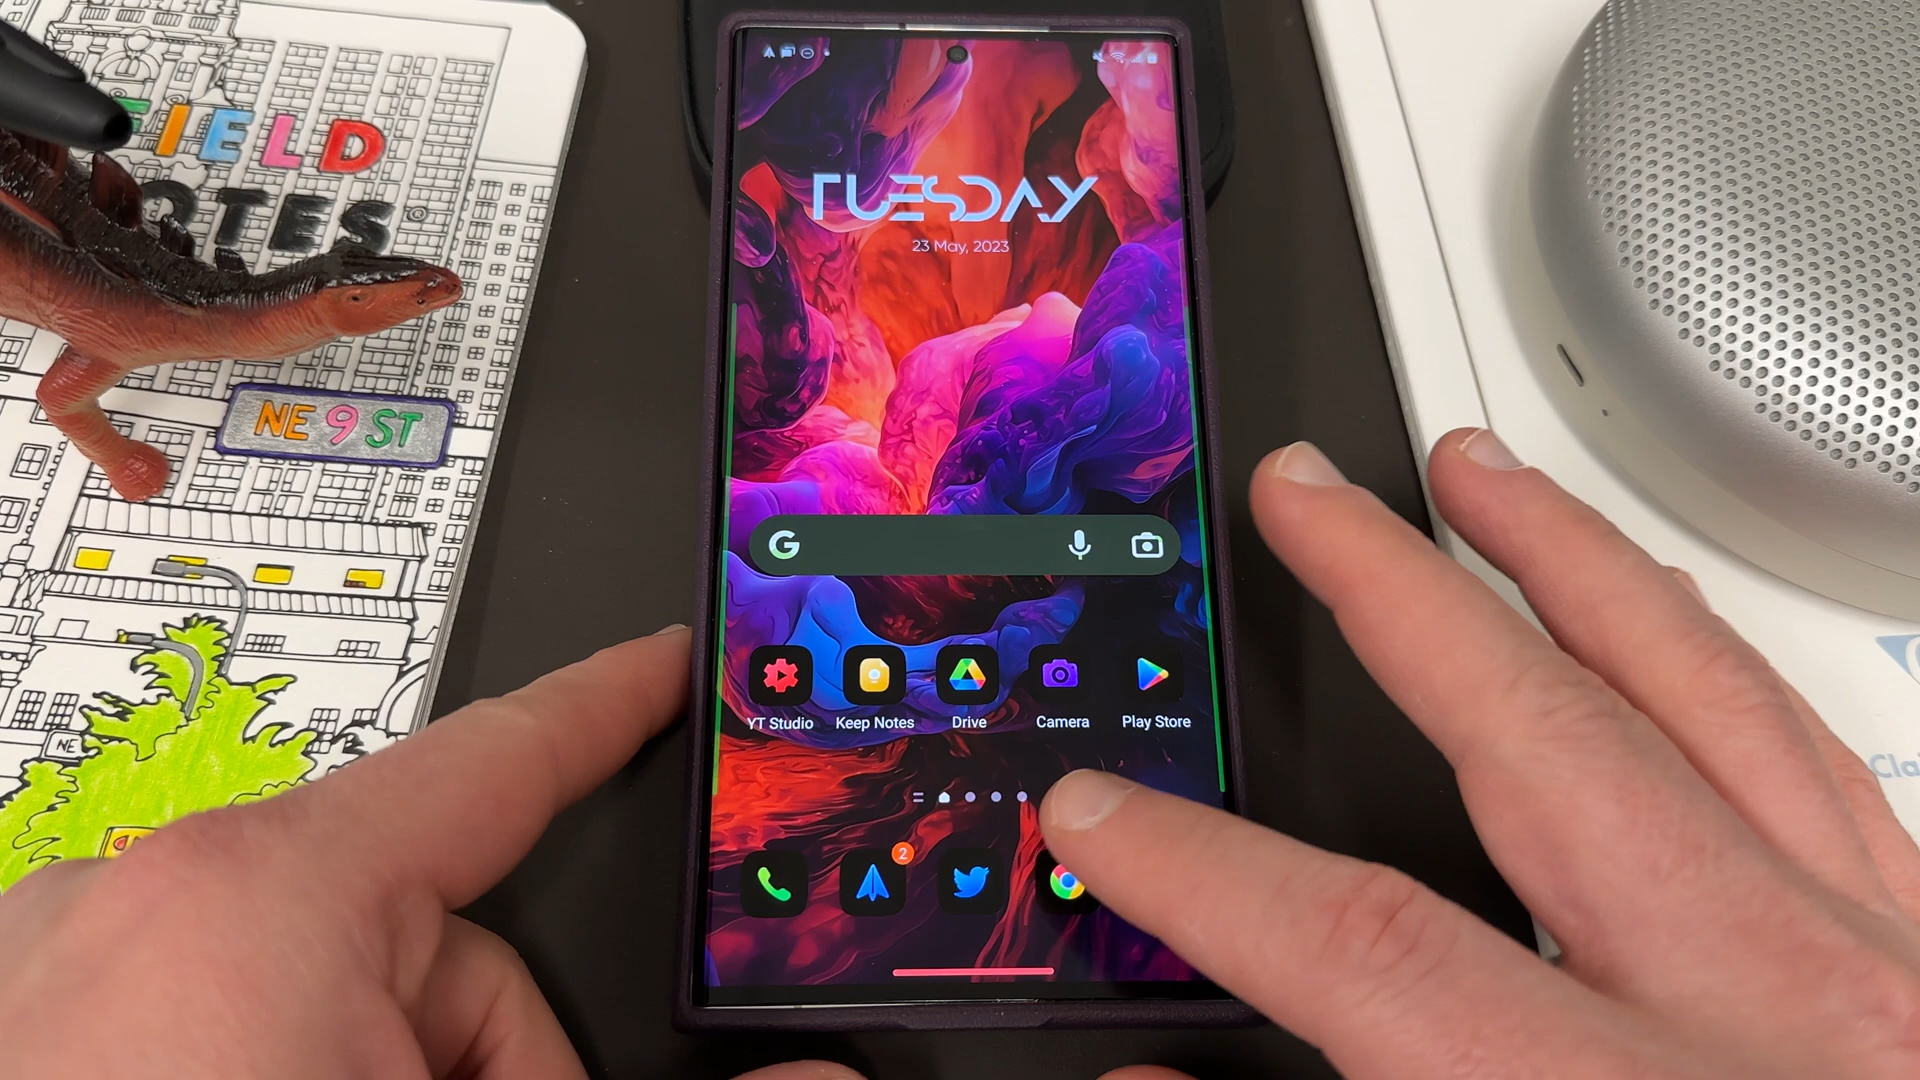 FIELD
NOTES
NE 9 ST
NE
TUESDAY
23 May, 2023
G
YT Studio
Keep Notes
Drive
Camera
Play Store
2